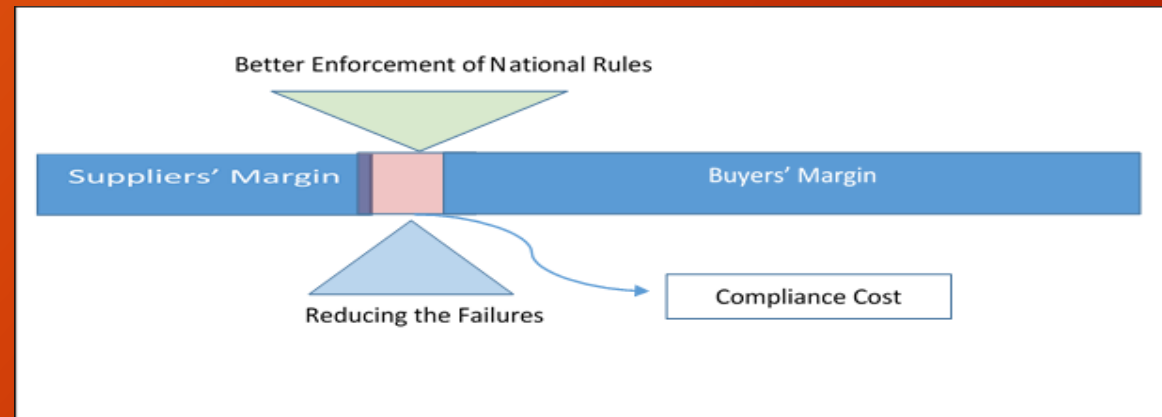 Better Enforcement of National Rules
Suppliers’ Margin
Buyers’ Margin
Compliance Cost
Reducing the Failures